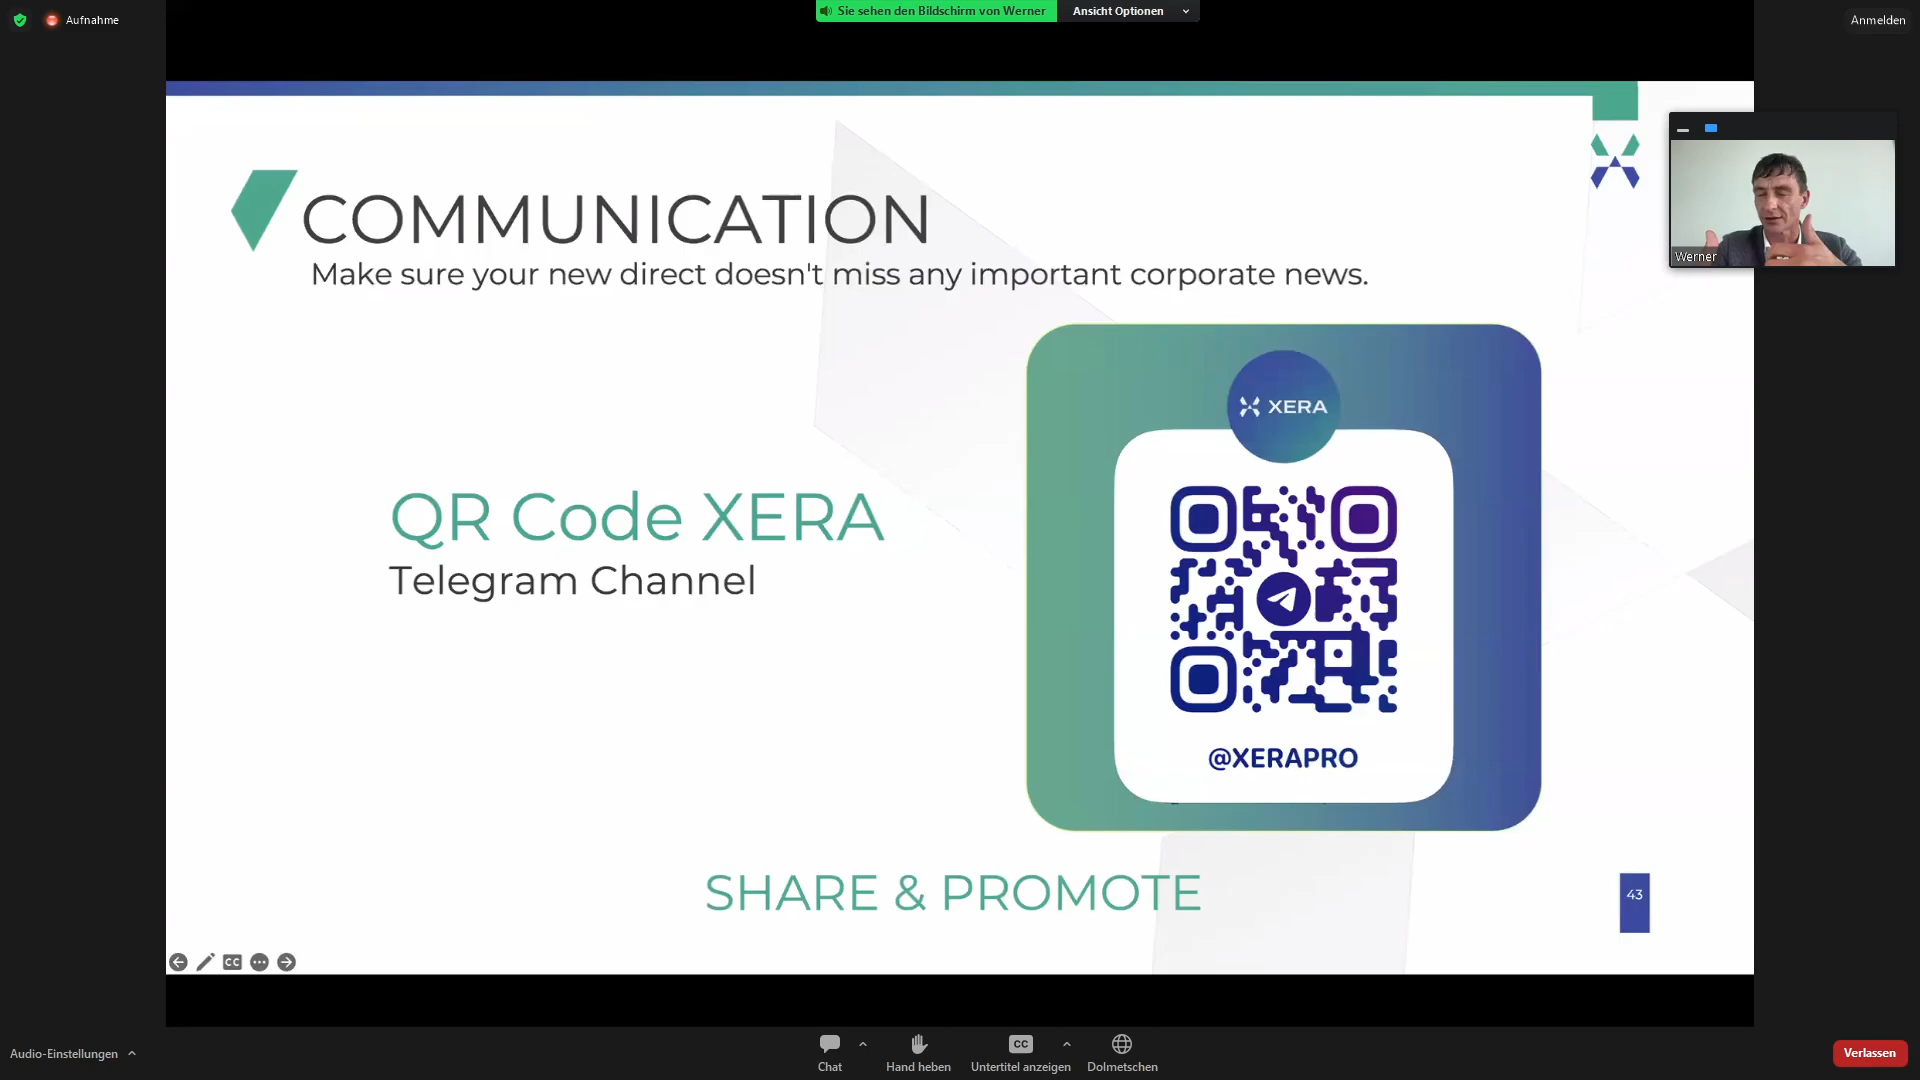 Aufnahme
Sie sehen den Bildschirm von Werner
Ansicht Optionen
Anmelden
COMMUNICATION
Make sure your new direct doesn't miss any important corporate news.
Werner
XERA
QR Code XERA
Telegram Channel
@XERAPRO
SHARE & PROMOTE
43
CC
Audio-Einstellungen
Chat
Hand heben
CC
Untertitel anzeigen
Dolmetschen
Verlassen